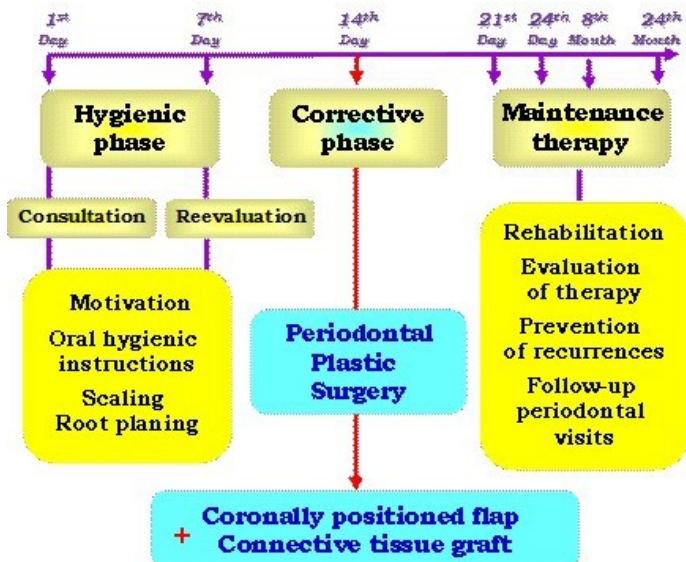 1st 7th 14th 21st 24th 8th 24th
Day Day Day Day Day Month Month
Hygienic
phase
Corrective
phase
Maintenance
therapy
Consultation
Reevaluation
Motivation
Oral hygienic
instructions
Scaling
Root planing
Periodontal
Plastic
Surgery
Rehabilitation
Evaluation
of therapy
Prevention
of recurrences
Follow-up
periodontal
visits
+ Coronally positioned flap
Connective tissue graft